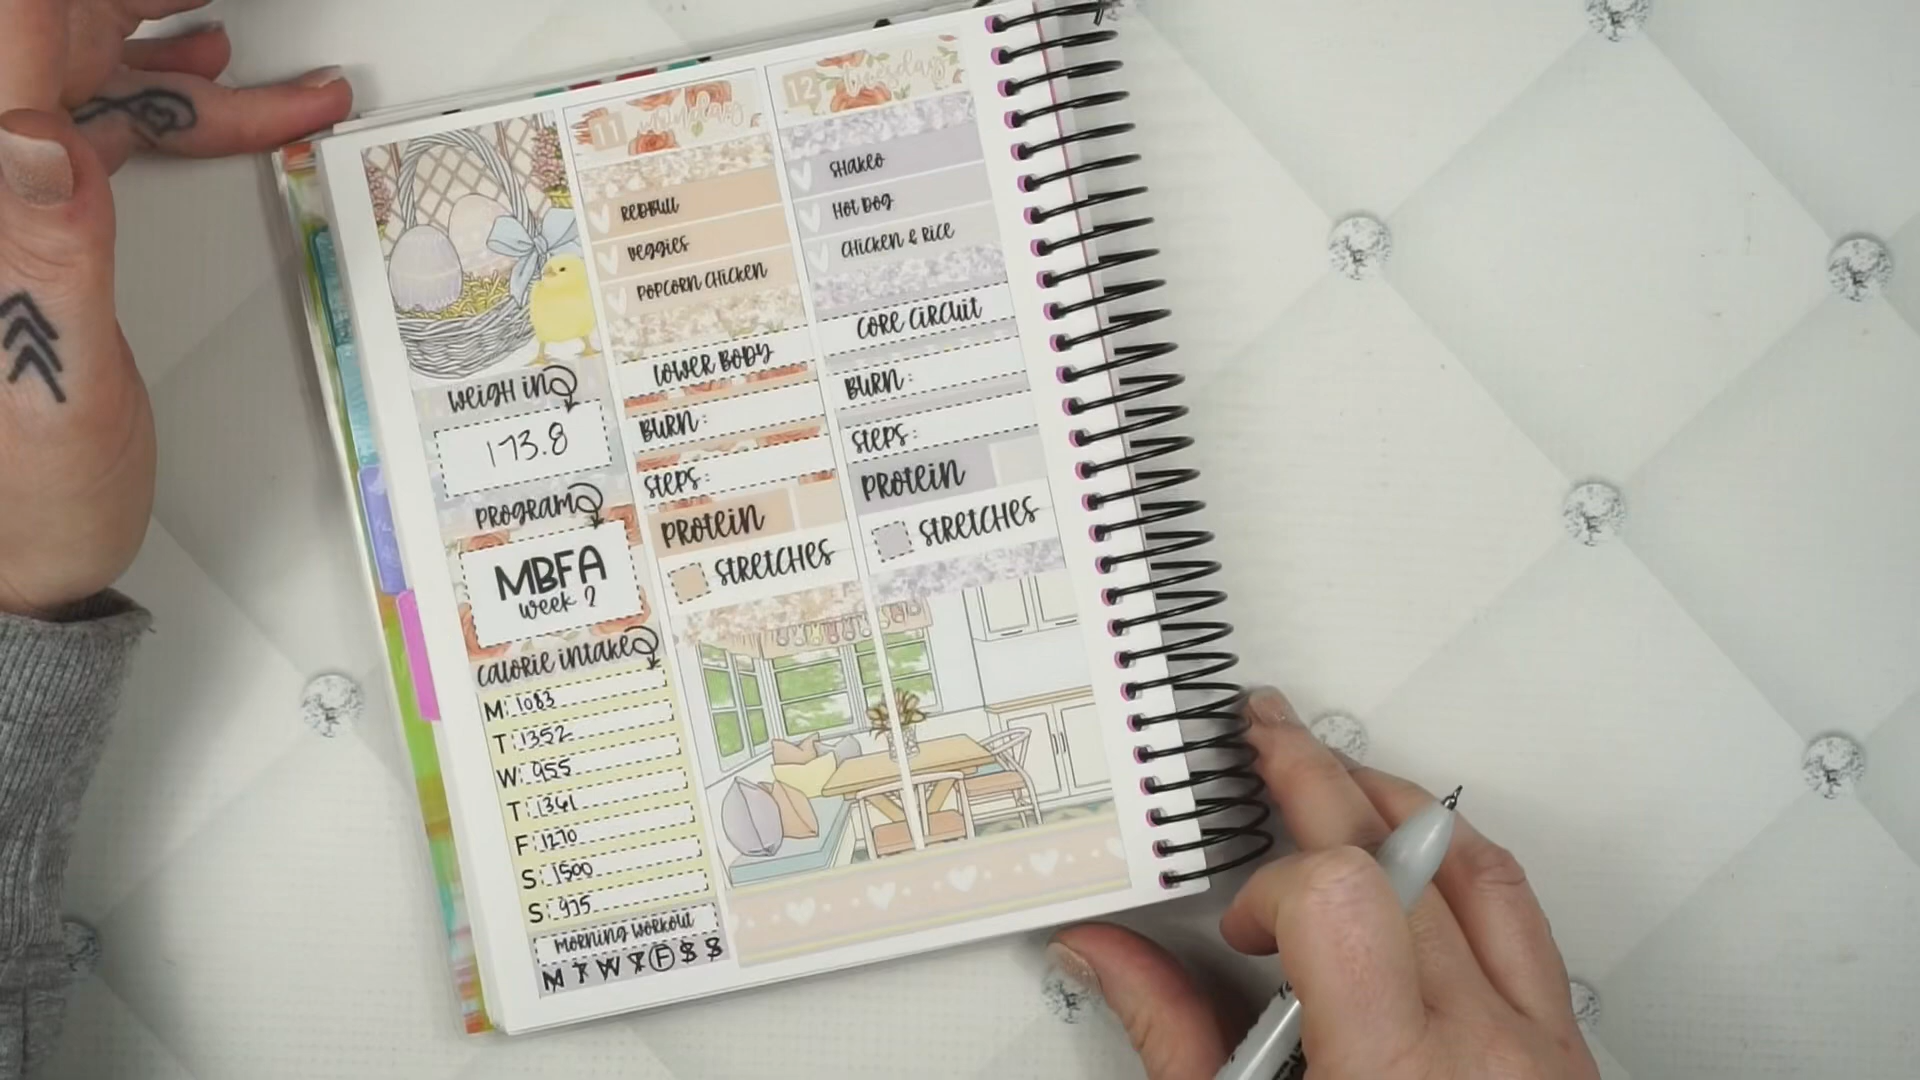 WEIGH IN
173.8
PROGRAM
MBFA
week 2
CALORIE INTAKE
M: 1083
T: 1352
W: 955
T: 1361
F: 1270
S: 1500
S: 975
MORNING WORKOUT
M T W T F S S
11 monday
REDBULL
VEGGIES
POPCORN CHICKEN
LOWER BODY
BURN:
STEPS:
PROTEIN
STRETCHES
12 tuesday
SHAKEO
HOT DOG
CHICKEN & RICE
CORE CIRCUIT
BURN:
STEPS:
PROTEIN
STRETCHES